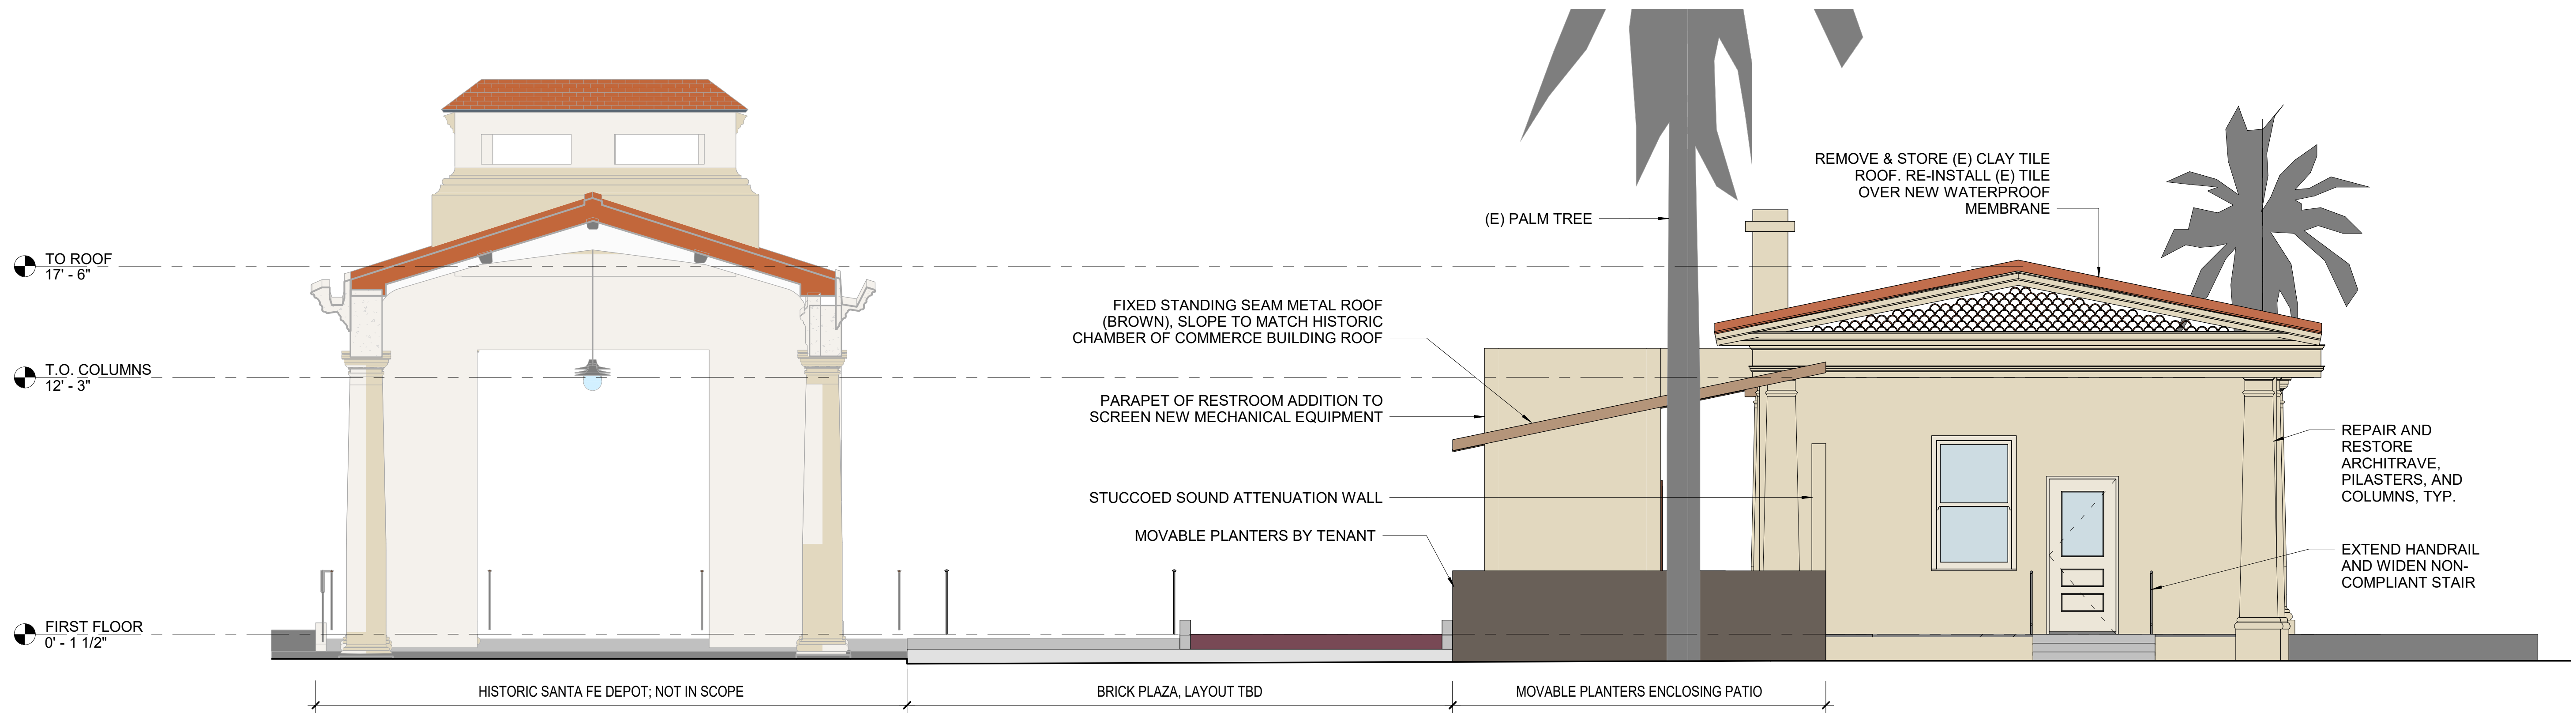 TO ROOF
17' - 6"
T.O. COLUMNS
12' - 3"
FIRST FLOOR
0' - 1 1/2"
(E) PALM TREE
REMOVE & STORE (E) CLAY TILE
ROOF. RE-INSTALL (E) TILE
OVER NEW WATERPROOF
MEMBRANE
FIXED STANDING SEAM METAL ROOF
(BROWN), SLOPE TO MATCH HISTORIC
CHAMBER OF COMMERCE BUILDING ROOF
PARAPET OF RESTROOM ADDITION TO
SCREEN NEW MECHANICAL EQUIPMENT
STUCCOED SOUND ATTENUATION WALL
MOVABLE PLANTERS BY TENANT
REPAIR AND
RESTORE
ARCHITRAVE,
PILASTERS, AND
COLUMNS, TYP.
EXTEND HANDRAIL
AND WIDEN NON-
COMPLIANT STAIR
HISTORIC SANTA FE DEPOT; NOT IN SCOPE
BRICK PLAZA, LAYOUT TBD
MOVABLE PLANTERS ENCLOSING PATIO